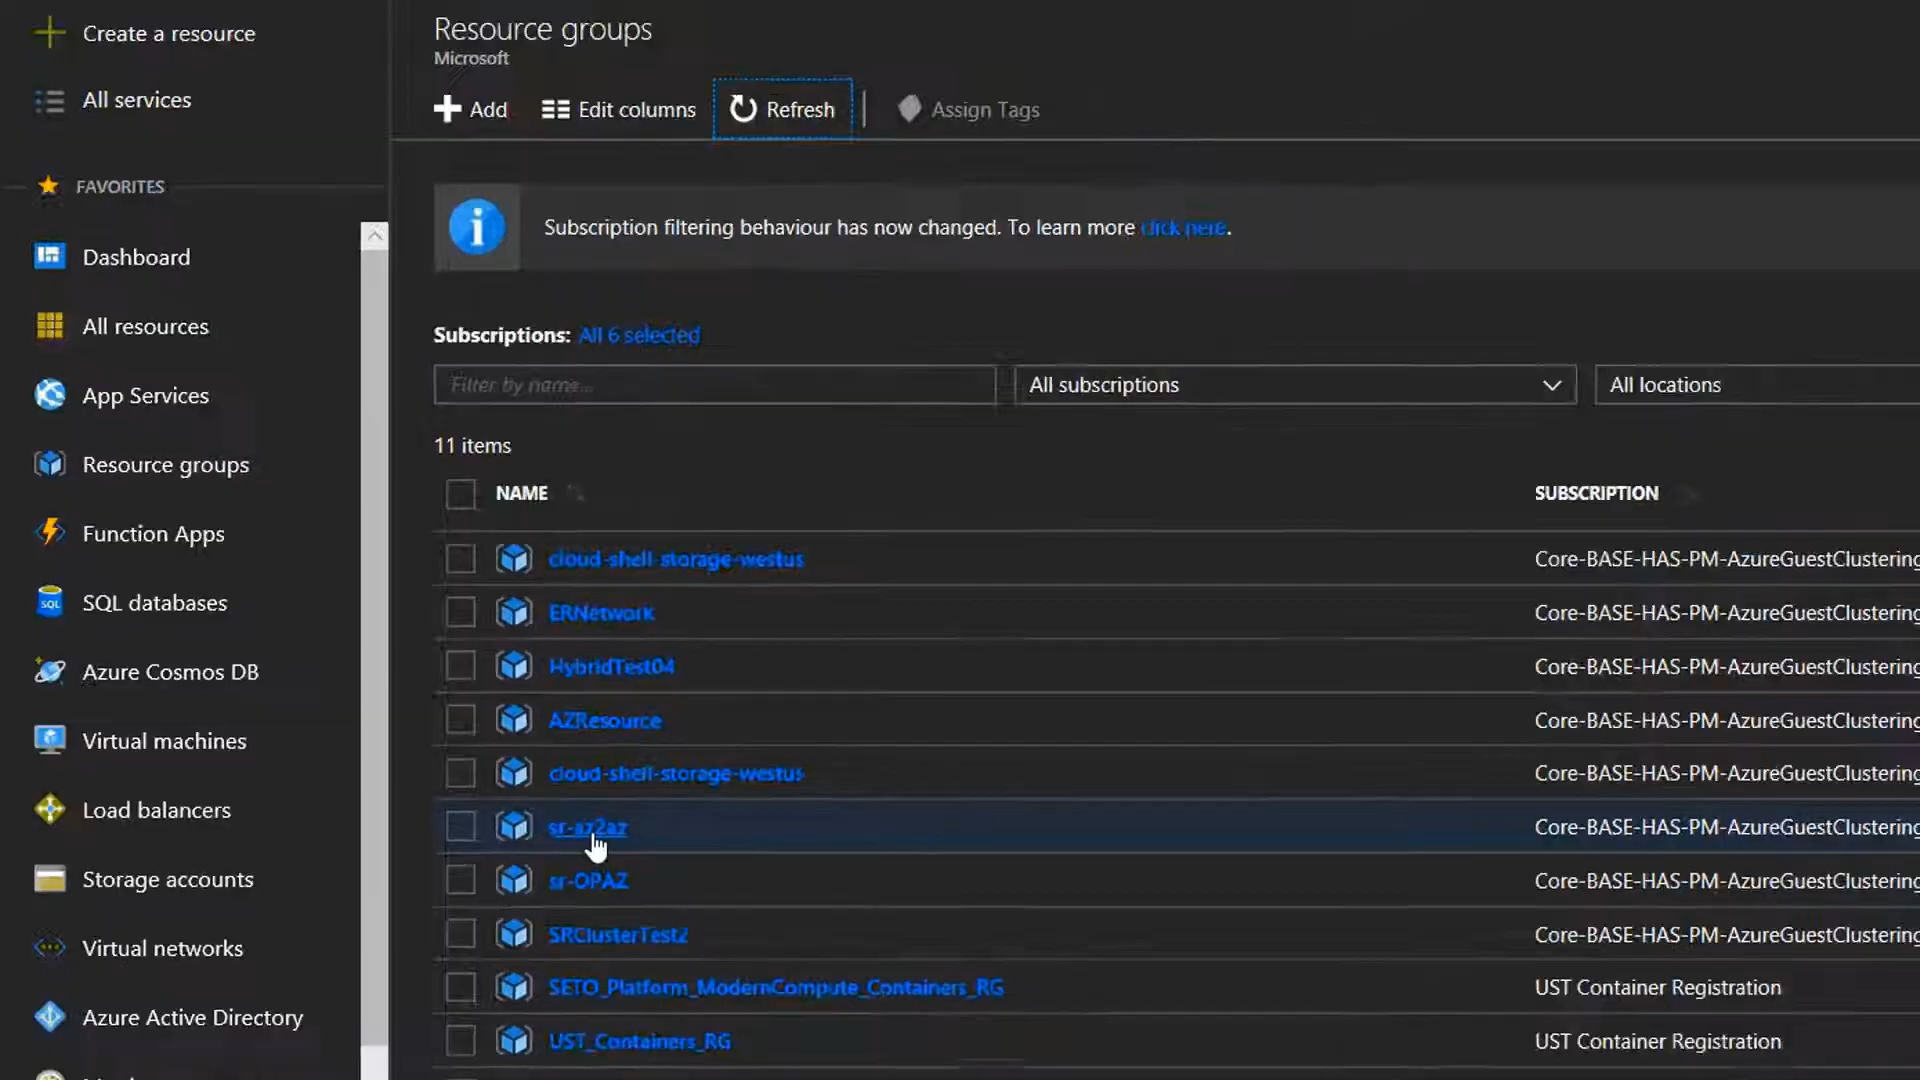 Create a resource
All services
FAVORITES
Dashboard
All resources
App Services
Resource groups
Function Apps
SQL
SQL databases
Azure Cosmos DB
Virtual machines
Load balancers
Storage accounts
Virtual networks
Azure Active Directory
Resource groups
Microsoft
Add
Edit columns
Refresh
Assign Tags
Subscription filtering behaviour has now changed. To learn more click here.
Subscriptions: All 6 selected
Filter by name...
All subscriptions
All locations
11 items
NAME
SUBSCRIPTION
cloud-shell-storage-westus
Core-BASE-HAS-PM-AzureGuestClustering
ERNetwork
Core-BASE-HAS-PM-AzureGuestClustering
HybridTest04
Core-BASE-HAS-PM-AzureGuestClustering
AZResource
Core-BASE-HAS-PM-AzureGuestClustering
cloud-shell-storage-westus
Core-BASE-HAS-PM-AzureGuestClustering
sr-az2az
Core-BASE-HAS-PM-AzureGuestClustering
sr-OPAZ
Core-BASE-HAS-PM-AzureGuestClustering
SRClusterTest2
Core-BASE-HAS-PM-AzureGuestClustering
SETO_Platform_ModernCompute_Containers_RG
UST Container Registration
UST_Containers_RG
UST Container Registration